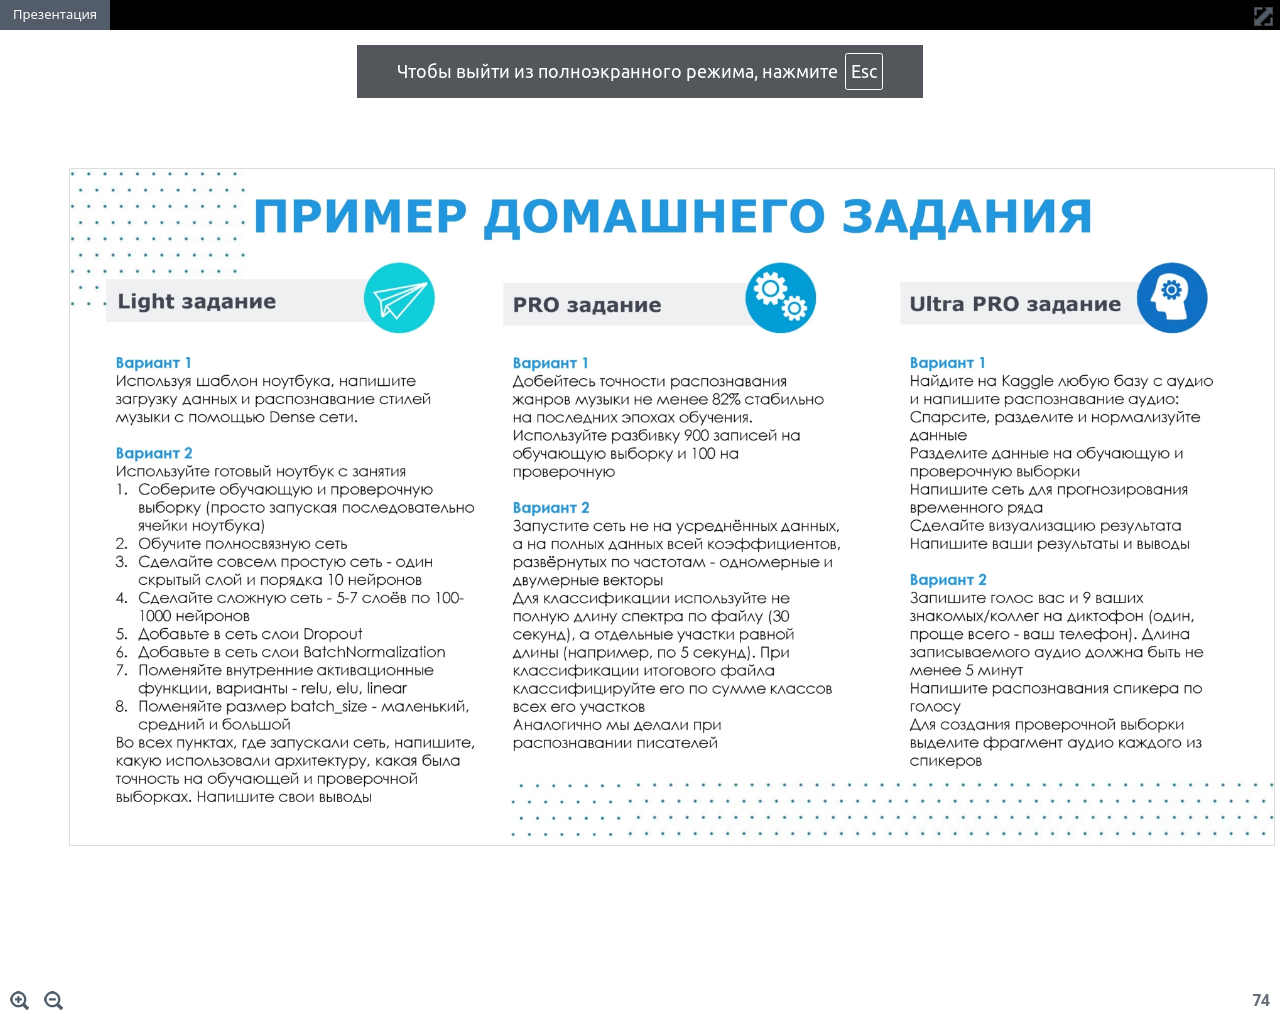 Презентация
Чтобы выйти из полноэкранного режима, нажмите Esc
ПРИМЕР ДОМАШНЕГО ЗАДАНИЯ
Light задание
Вариант 1
Используя шаблон ноутбука, напишите
загрузку данных и распознавание стилей
музыки с помощью Dense сети.
Вариант 2
Используйте готовый ноутбук с занятия
1. Соберите обучающую и проверочную
выборку (просто запуская последовательно
ячейки ноутбука)
2. Обучите полносвязную сеть
3. Сделайте совсем простую сеть - один
скрытый слой и порядка 10 нейронов
4. Сделайте сложную сеть - 5-7 слоёв по 100-
1000 нейронов
5. Добавьте в сеть слои Dropout
6. Добавьте в сеть слои BatchNormalization
7. Поменяйте внутренние активационные
функции, варианты - relu, elu, linear
8. Поменяйте размер batch_size - маленький,
средний и большой
Во всех пунктах, где запускали сеть, напишите,
какую использовали архитектуру, какая была
точность на обучающей и проверочной
выборках. Напишите свои выводы
PRO задание
Вариант 1
Добейтесь точности распознавания
жанров музыки не менее 82% стабильно
на последних эпохах обучения.
Используйте разбивку 900 записей на
обучающую выборку и 100 на
проверочную
Вариант 2
Запустите сеть не на усреднённых данных,
а на полных данных всей коэффициентов,
развёрнутых по частотам - одномерные и
двумерные векторы
Для классификации используйте не
полную длину спектра по файлу (30
секунд), а отдельные участки равной
длины (например, по 5 секунд). При
классификации итогового файла
классифицируйте его по сумме классов
всех его участков
Аналогично мы делали при
распознавании писателей
Ultra PRO задание
Вариант 1
Найдите на Kaggle любую базу с аудио
и напишите распознавание аудио:
Спарсите, разделите и нормализуйте
данные
Разделите данные на обучающую и
проверочную выборки
Напишите сеть для прогнозирования
временного ряда
Сделайте визуализацию результата
Напишите ваши результаты и выводы
Вариант 2
Запишите голос вас и 9 ваших
знакомых/коллег на диктофон (один,
проще всего - ваш телефон). Длина
записываемого аудио должна быть не
менее 5 минут
Напишите распознавания спикера по
голосу
Для создания проверочной выборки
выделите фрагмент аудио каждого из
спикеров
74